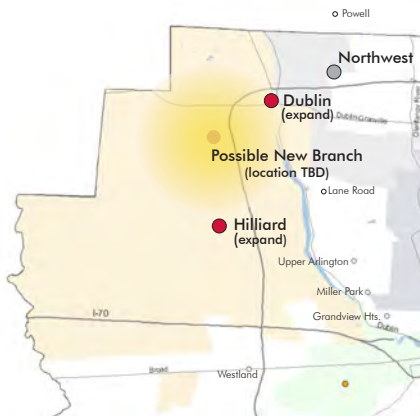 Powell
Northwest
Dublin
(expand)
Dublin Granville
Possible New Branch
(location TBD)
Lane Road
Hilliard
(expand)
Upper Arlington
Miller Park
I-70
Grandview Hts.
Dublin
Broad
Westland